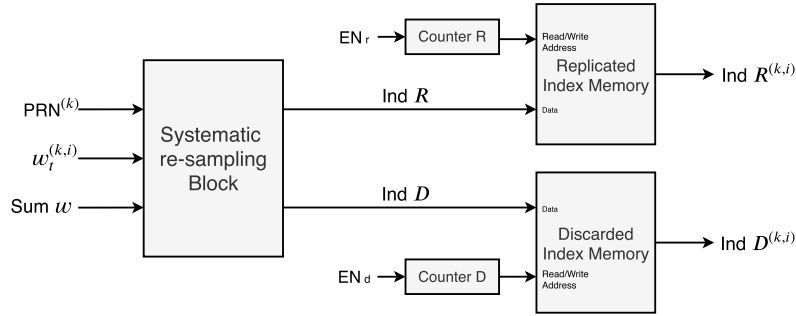 EN r
Counter R
Read/Write
Address
Replicated
Index Memory
Ind R^(k,i)
PRN^(k)
Ind R
Data
Systematic
re-sampling
Block
w_t^(k,i)
Sum w
Ind D
Data
Discarded
Index Memory
Ind D^(k,i)
EN d
Counter D
Read/Write
Address